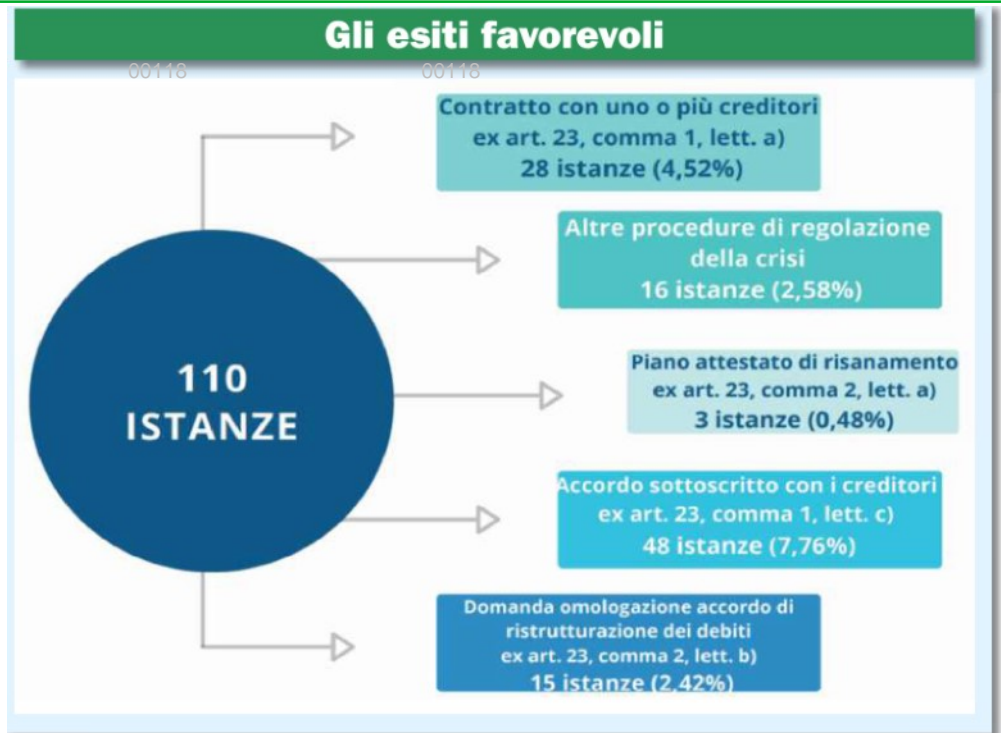 Gli esiti favorevoli
00118
00118
Contratto con uno o più creditori
ex art. 23, comma 1, lett. a)
28 istanze (4,52%)
Altre procedure di regolazione
della crisi
16 istanze (2,58%)
110
ISTANZE
Piano attestato di risanamento
ex art. 23, comma 2, lett. a)
3 istanze (0,48%)
Accordo sottoscritto con i creditori
ex art. 23, comma 1, lett. c)
48 istanze (7,76%)
Domanda omologazione accordo di
ristrutturazione dei debiti
ex art. 23, comma 2, lett. b)
15 istanze (2,42%)